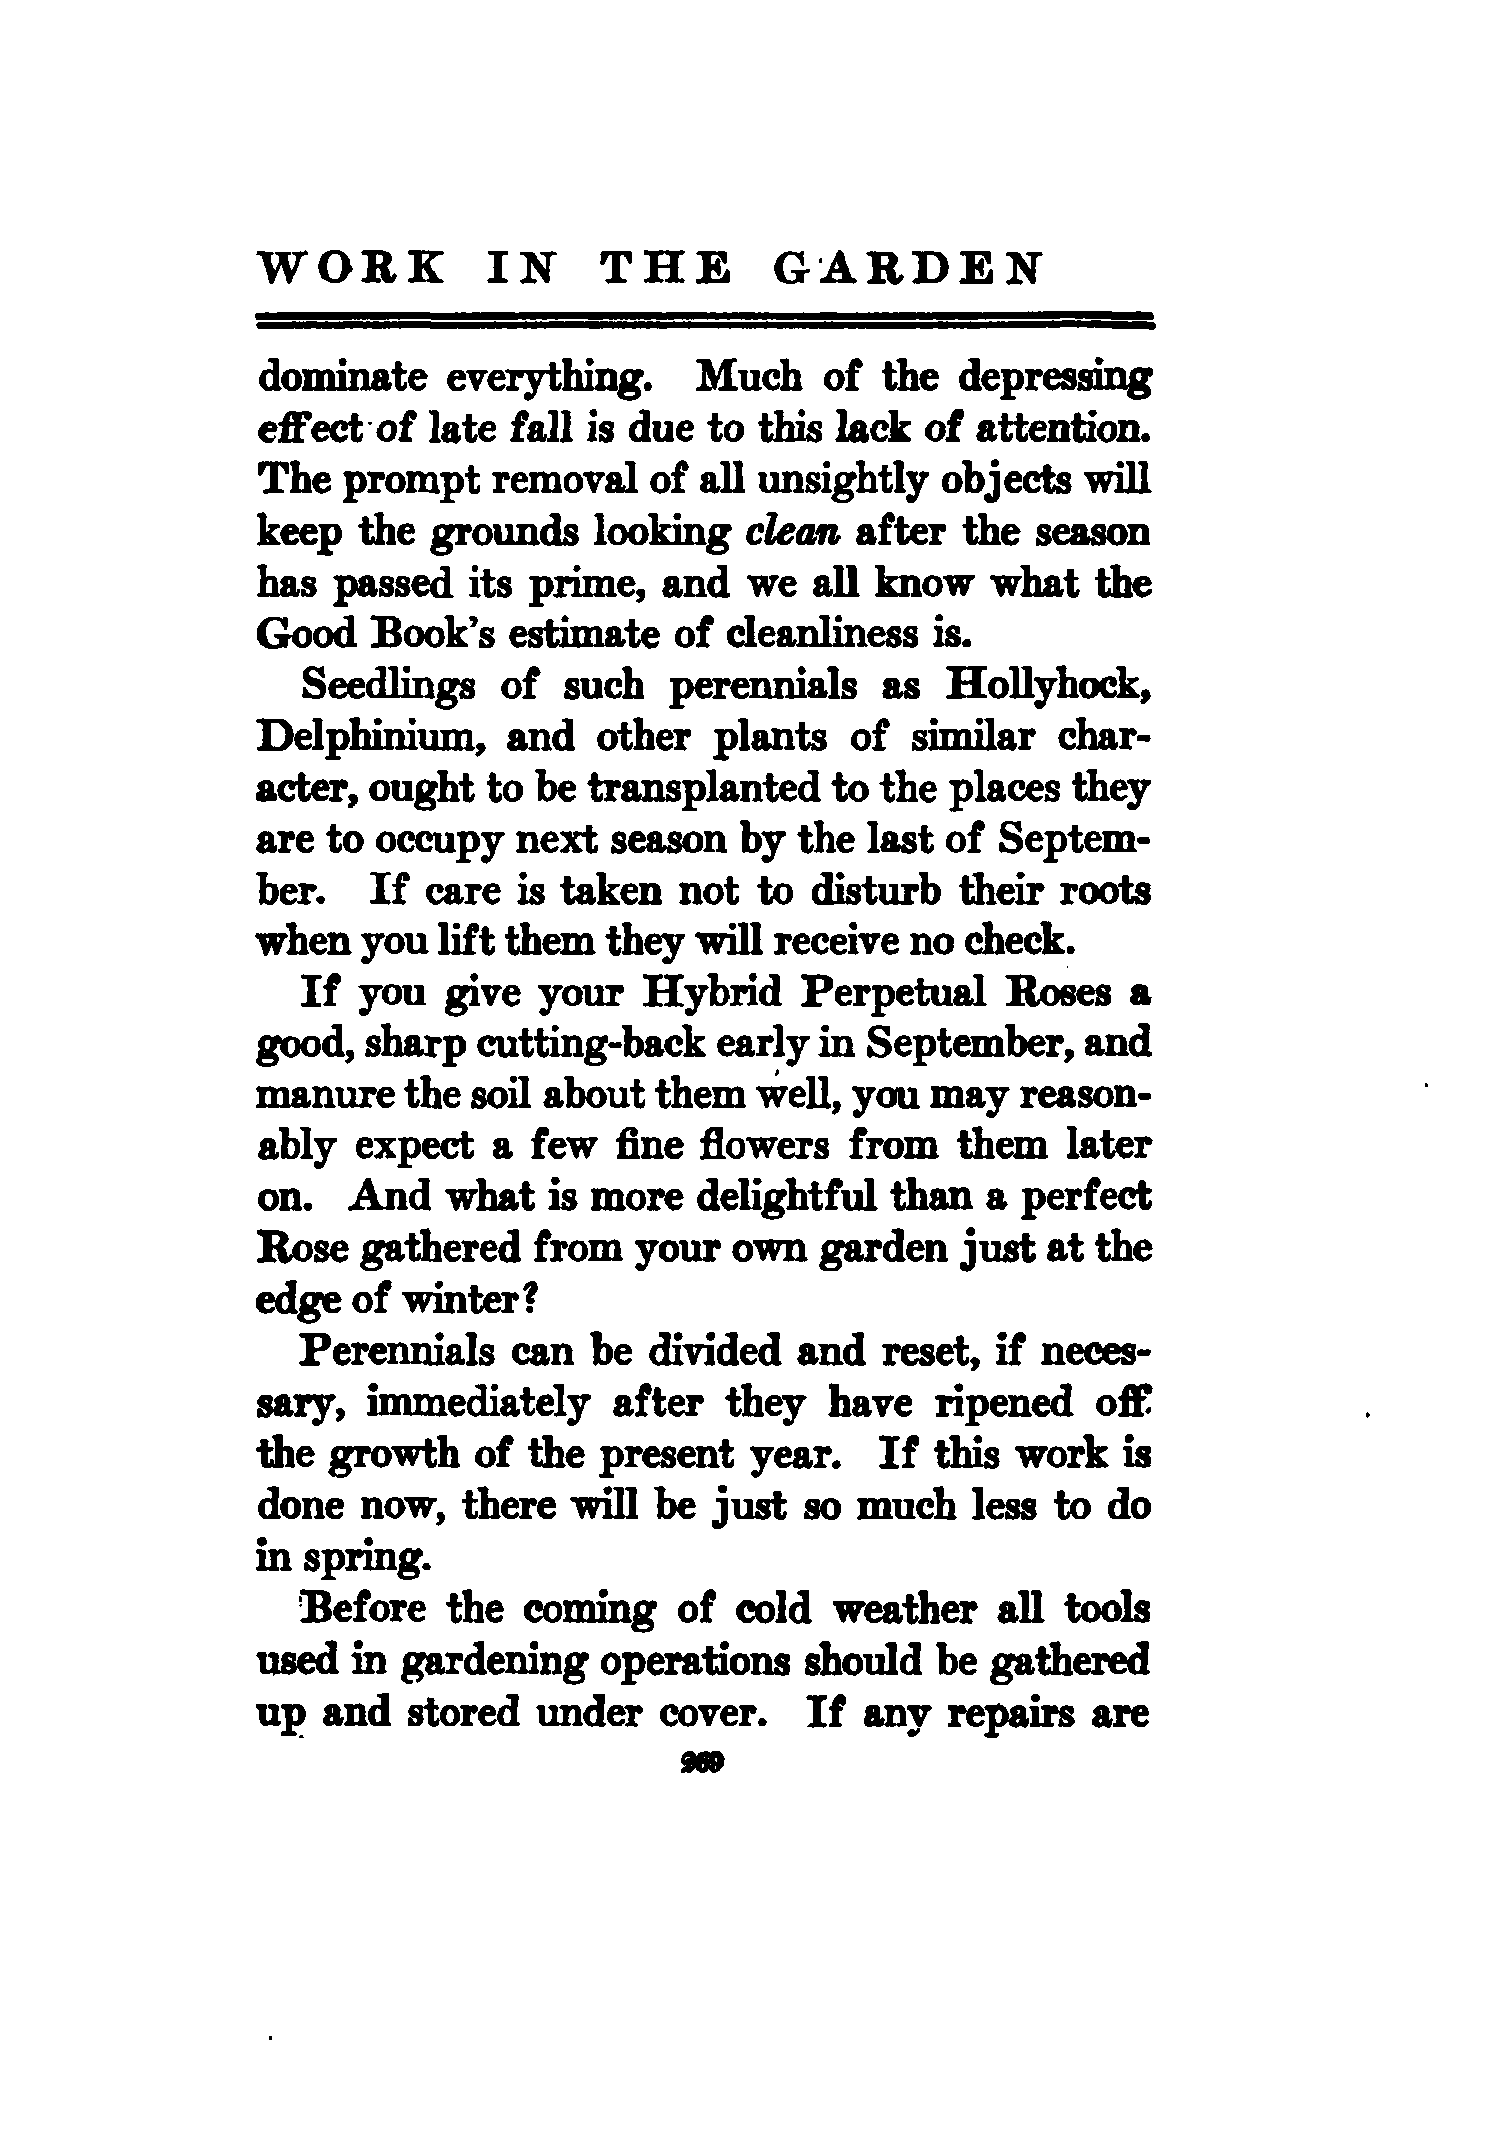 WORK IN THE GARDEN
dominate everything. Much of the depressing
effect of late fall is due to this lack of attention.
The prompt removal of all unsightly objects will
keep the grounds looking clean after the season
has passed its prime, and we all know what the
Good Book's estimate of cleanliness is.
Seedlings of such perennials as Hollyhock,
Delphinium, and other plants of similar char-
acter, ought to be transplanted to the places they
are to occupy next season by the last of Septem-
ber. If care is taken not to disturb their roots
when you lift them they will receive no check.
If you give your Hybrid Perpetual Roses a
good, sharp cutting-back early in September, and
manure the soil about them well, you may reason-
ably expect a few fine flowers from them later
on. And what is more delightful than a perfect
Rose gathered from your own garden just at the
edge of winter?
Perennials can be divided and reset, if neces-
sary, immediately after they have ripened off
the growth of the present year. If this work is
done now, there will be just so much less to do
in spring.
Before the coming of cold weather all tools
used in gardening operations should be gathered
up and stored under cover. If any repairs are
269